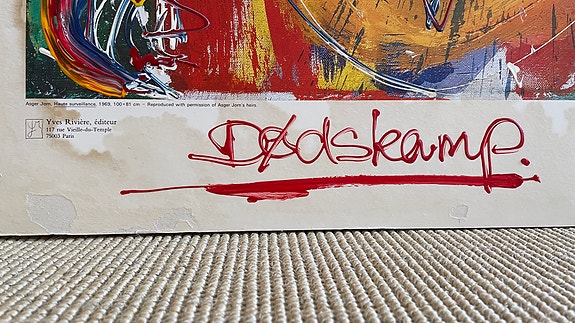 Asger Jorn, Haute surveillance, 1969, 100×81 cm – Reproduced with permission of Asger Jorn's heirs.
Yves Rivière, éditeur
117 rue Vieille-du-Temple
75003 Paris
Dødskamp.